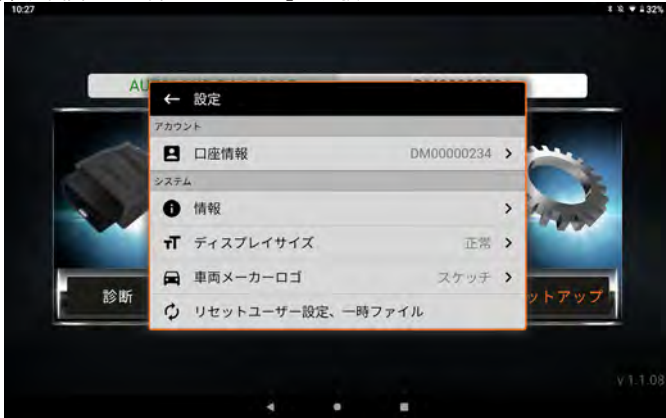 10:27
32%
← 設定
アカウント
口座情報 DM00000234 >
システム
情報 >
ディスプレイサイズ 正常 >
車両メーカーロゴ スケッチ >
リセットユーザー設定、一時ファイル
診断
ットアップ
V 1.1.08